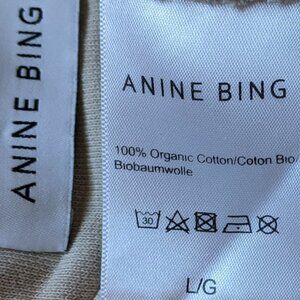 ANINE BING
ANINE BING
100% Organic Cotton/Coton Bio/
Biobaumwolle
30
L/G